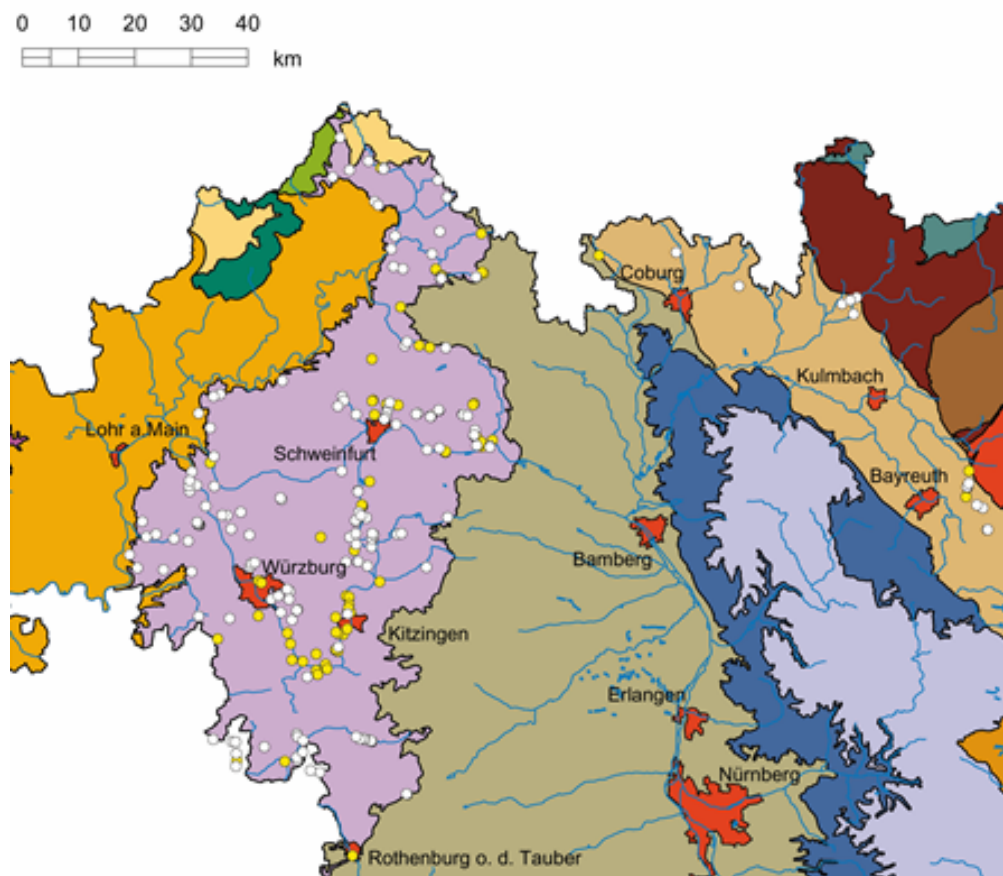 0 10 20 30 40
km
Coburg
Kulmbach
Lohr a.Main
Schweinfurt
Bayreuth
Bamberg
Würzburg
Kitzingen
Erlangen
Nürnberg
Rothenburg o. d. Tauber